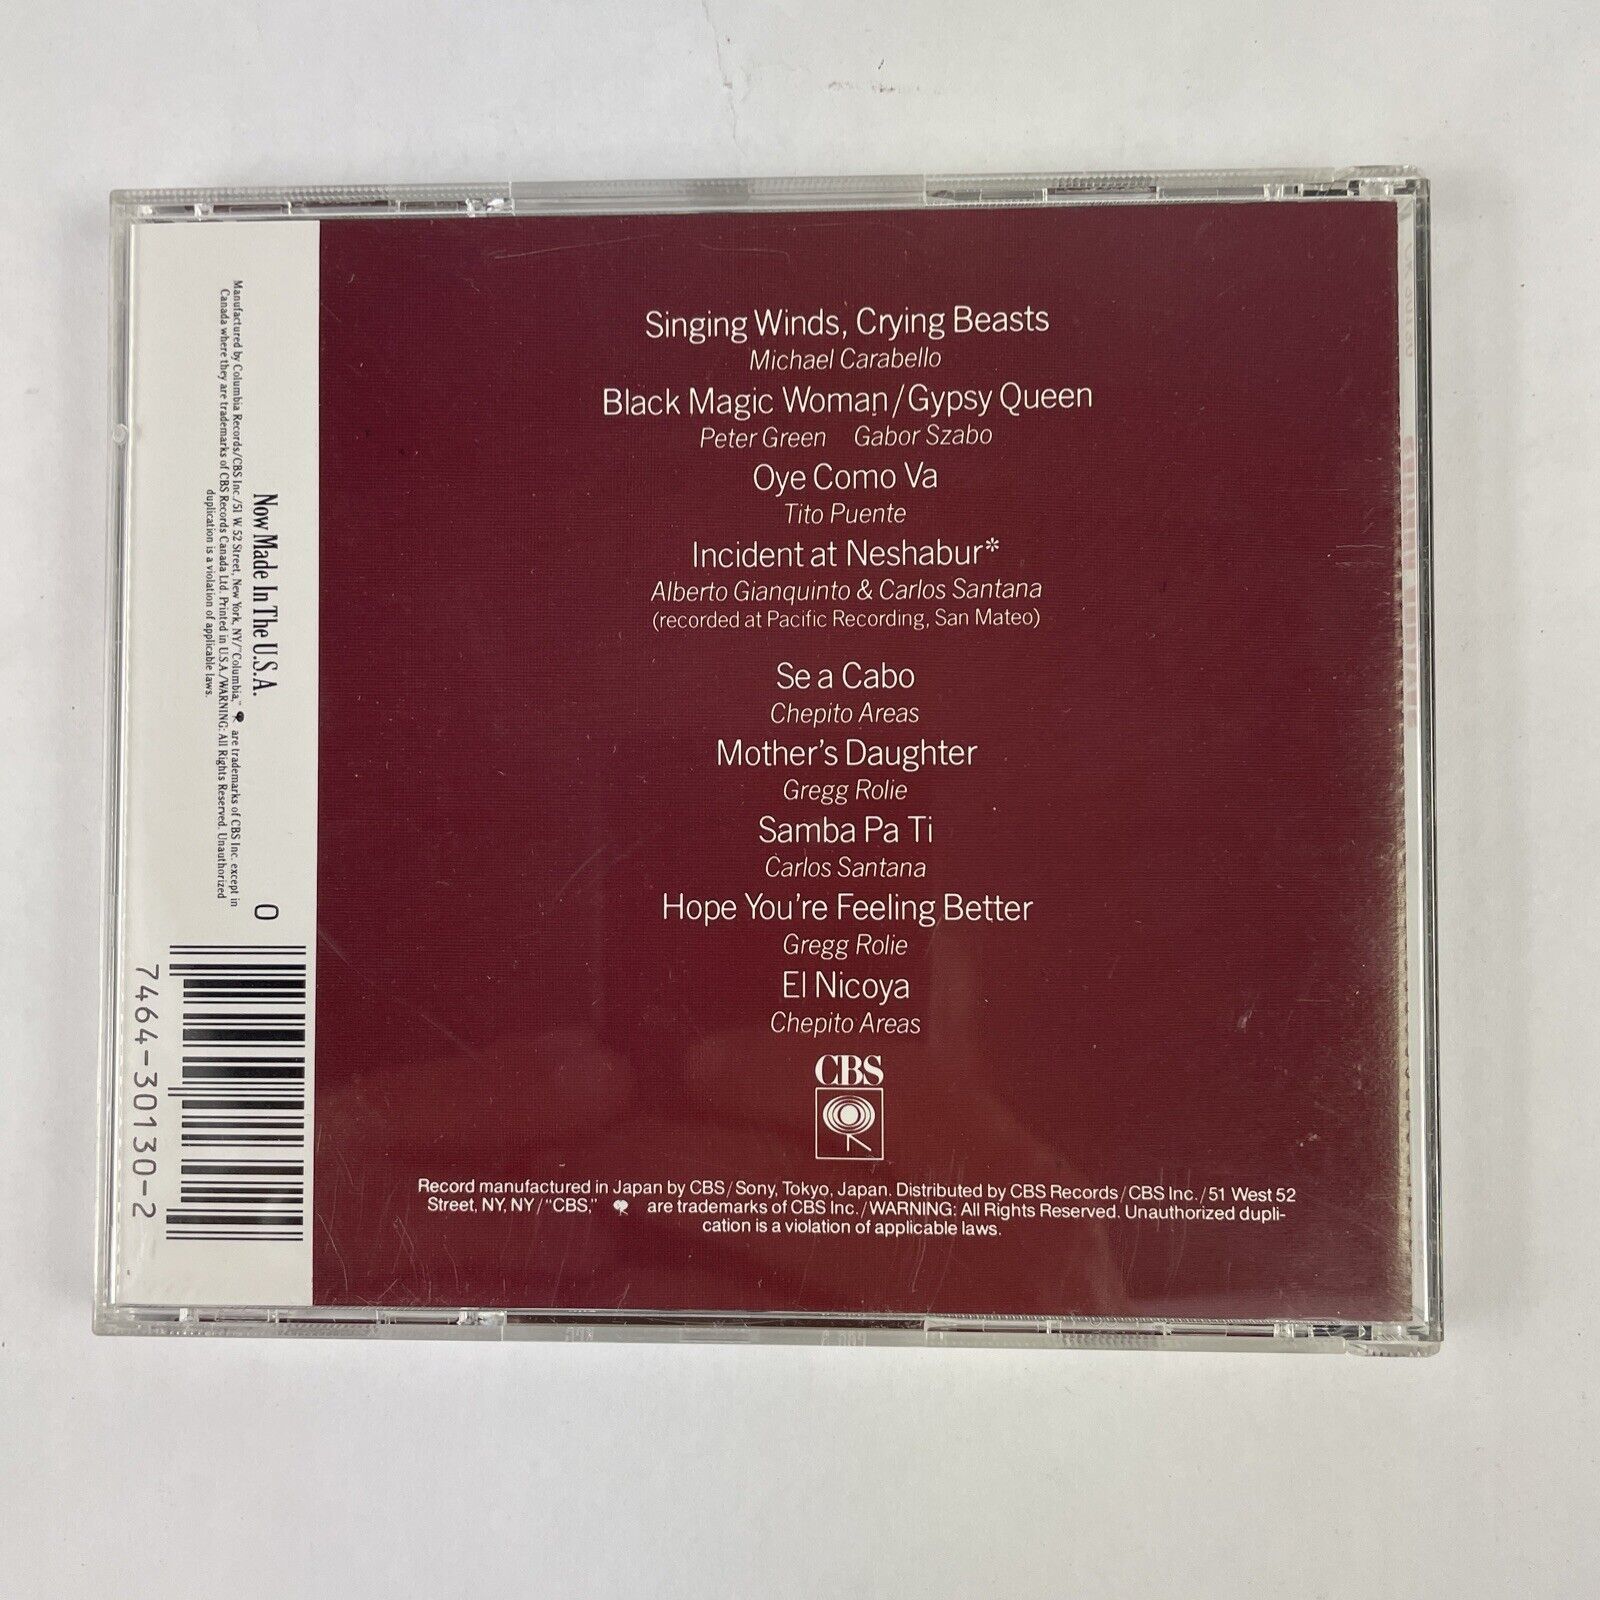 Singing Winds, Crying Beasts
Michael Carabello
Black Magic Woman/Gypsy Queen
Peter Green Gabor Szabo
Oye Como Va
Tito Puente
Incident at Neshabur*
Alberto Gianquinto & Carlos Santana
(recorded at Pacific Recording, San Mateo)
Se a Cabo
Chepito Areas
Mother's Daughter
Gregg Rolie
Samba Pa Ti
Carlos Santana
Hope You're Feeling Better
Gregg Rolie
El Nicoya
Chepito Areas
CBS
Record manufactured in Japan by CBS/Sony, Tokyo, Japan. Distributed by CBS Records/CBS Inc./51 West 52
Street, NY, NY/"CBS," are trademarks of CBS Inc./WARNING: All Rights Reserved. Unauthorized dupli-
cation is a violation of applicable laws.
Now Made In The U.S.A.
Manufactured by Columbia Records/CBS Inc./51 W. 52 Street, New York, NY/"Columbia," are trademarks of CBS Inc. except in
Canada where they are trademarks of CBS Records Canada Ltd. Printed in U.S.A./WARNING: All Rights Reserved. Unauthorized
duplication is a violation of applicable laws.
0
7464-30130-2